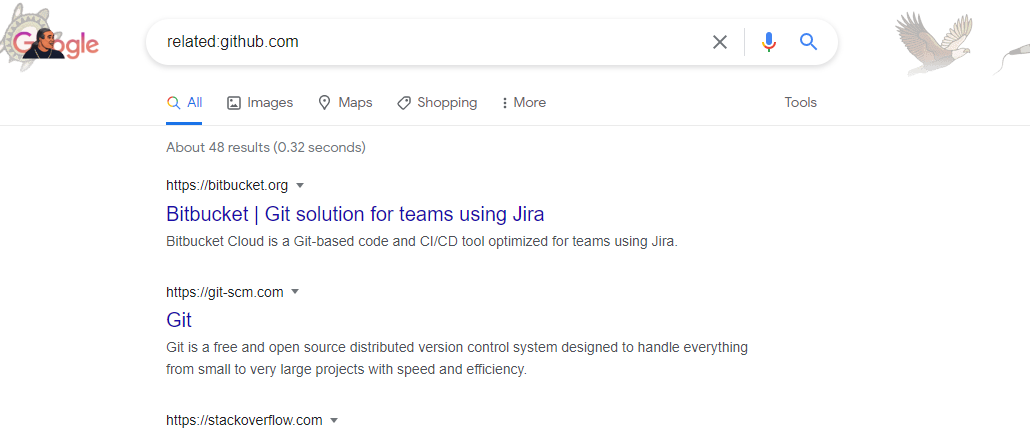 Google
related:github.com
All
Images
Maps
Shopping
More
Tools
About 48 results (0.32 seconds)
https://bitbucket.org
Bitbucket | Git solution for teams using Jira
Bitbucket Cloud is a Git-based code and CI/CD tool optimized for teams using Jira.
https://git-scm.com
Git
Git is a free and open source distributed version control system designed to handle everything
from small to very large projects with speed and efficiency.
https://stackoverflow.com